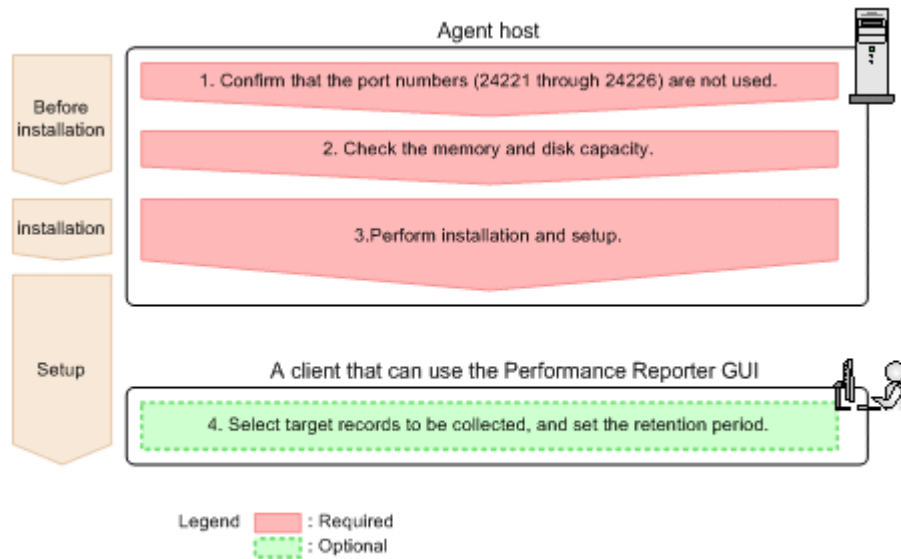 Agent host
Before
installation
1. Confirm that the port numbers (24221 through 24226) are not used.
2. Check the memory and disk capacity.
installation
3.Perform installation and setup.
Setup
A client that can use the Performance Reporter GUI
4. Select target records to be collected, and set the retention period.
Legend
: Required
: Optional